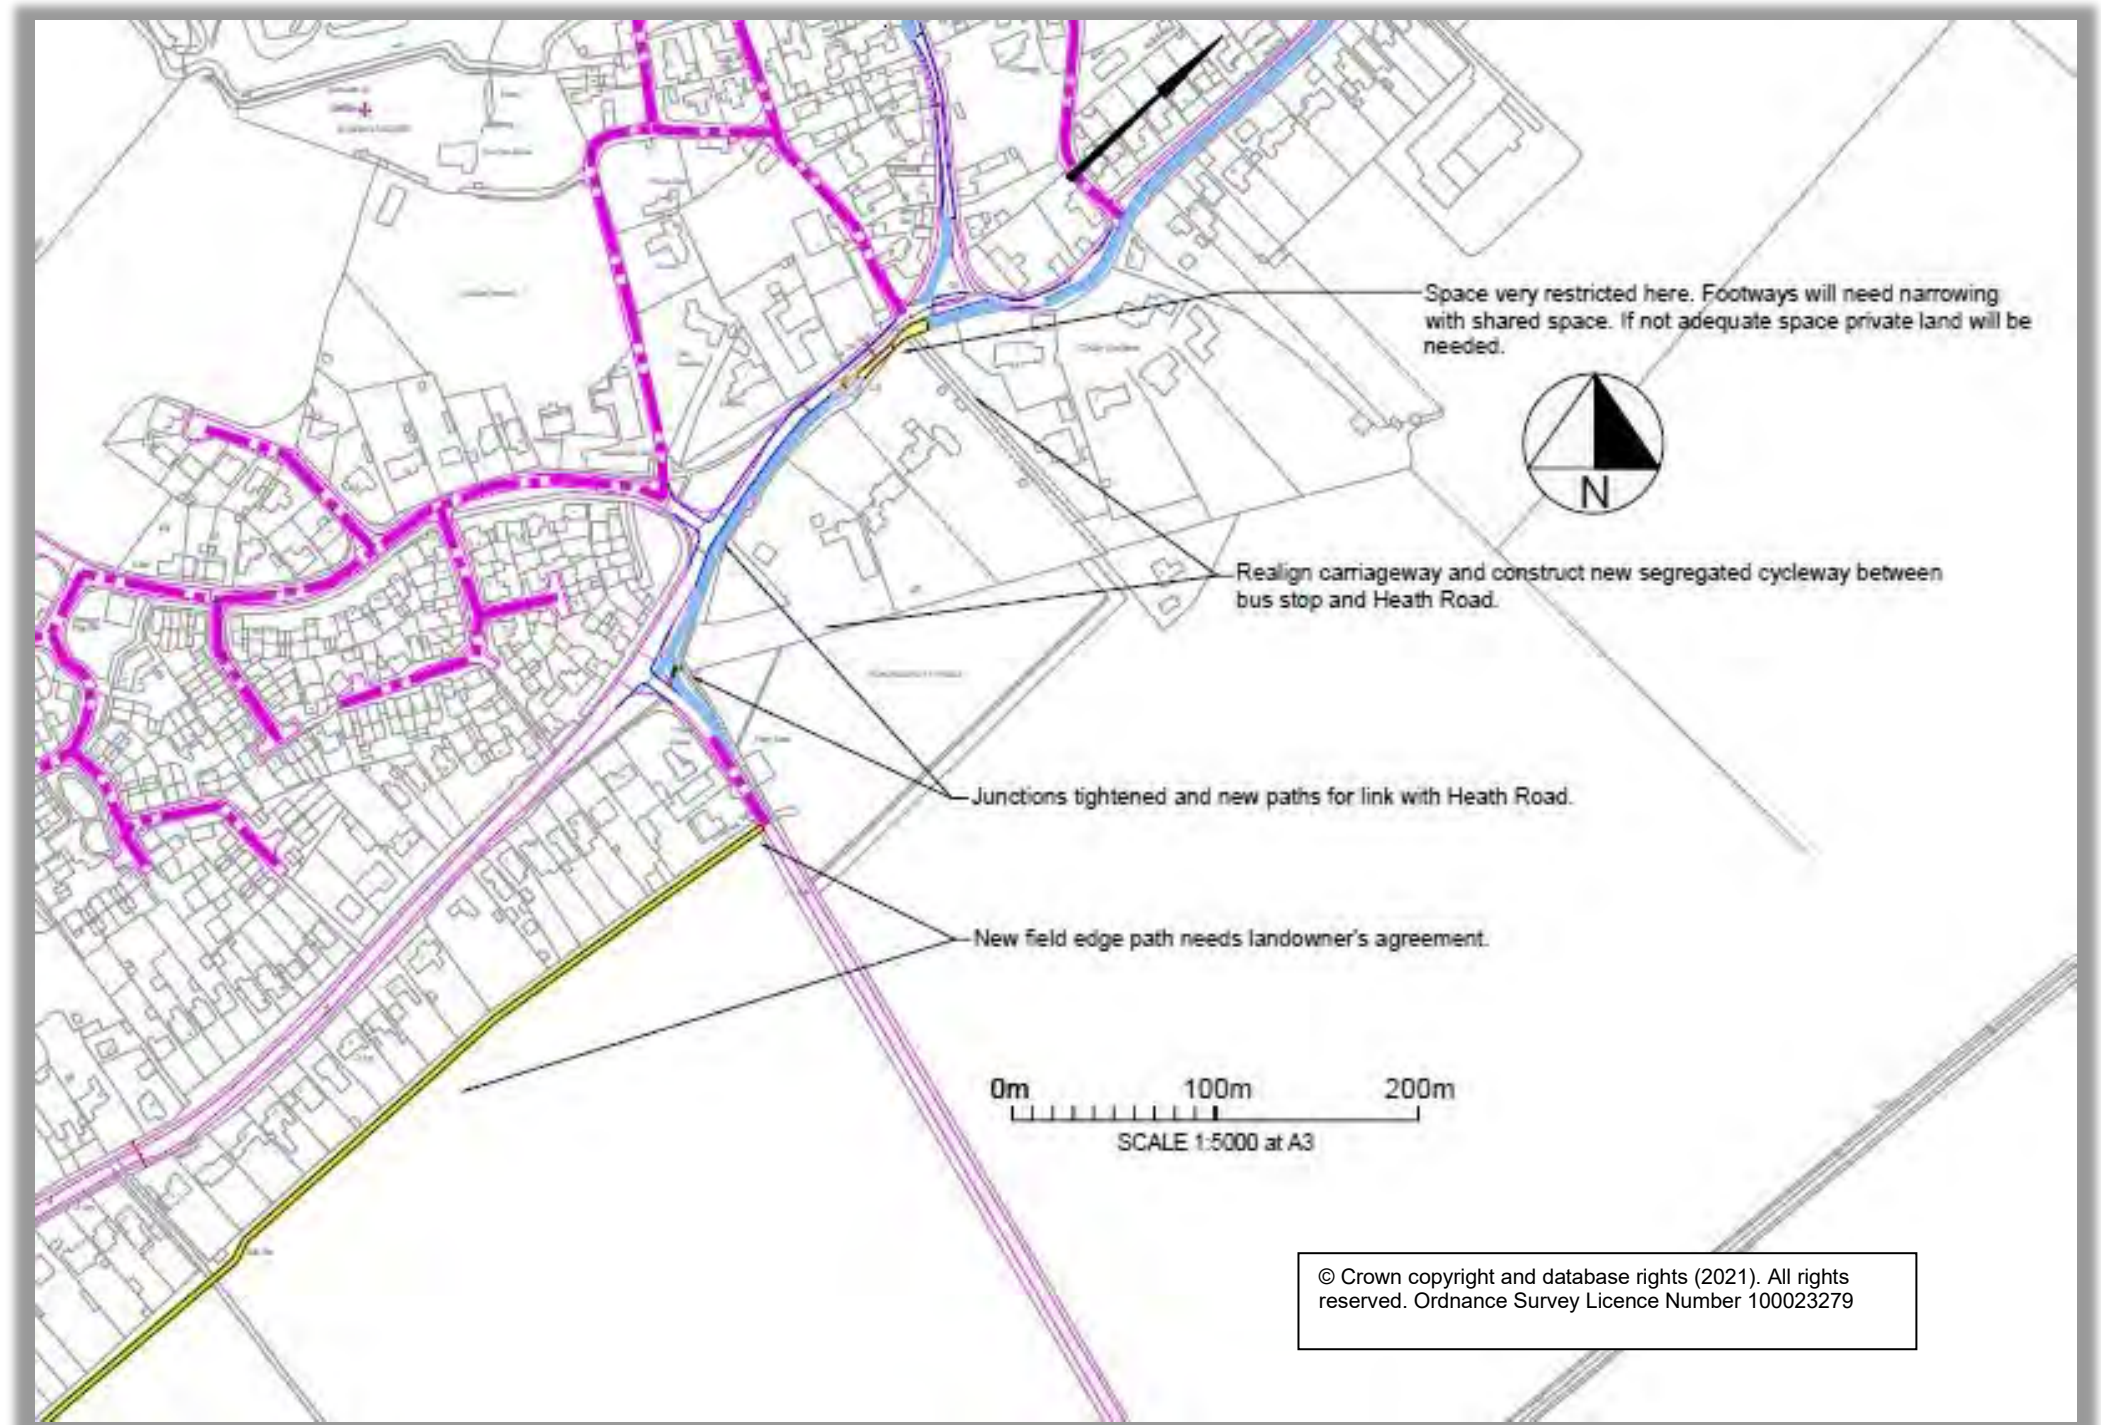 Space very restricted here. Footways will need narrowing
with shared space. If not adequate space private land will be
needed.
N
Realign carriageway and construct new segregated cycleway between
bus stop and Heath Road.
Junctions tightened and new paths for link with Heath Road.
New field edge path needs landowner's agreement.
0m 100m 200m
SCALE 1:5000 at A3
© Crown copyright and database rights (2021). All rights
reserved. Ordnance Survey Licence Number 100023279